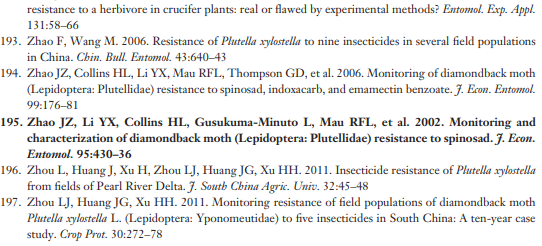 resistance to a herbivore in crucifer plants: real or flawed by experimental methods? Entomol. Exp. Appl.
131:58–66
193. Zhao F, Wang M. 2006. Resistance of Plutella xylostella to nine insecticides in several field populations
in China. Chin. Bull. Entomol. 43:640–43
194. Zhao JZ, Collins HL, Li YX, Mau RFL, Thompson GD, et al. 2006. Monitoring of diamondback moth
(Lepidoptera: Plutellidae) resistance to spinosad, indoxacarb, and emamectin benzoate. J. Econ. Entomol.
99:176–81
195. Zhao JZ, Li YX, Collins HL, Gusukuma-Minuto L, Mau RFL, et al. 2002. Monitoring and
characterization of diamondback moth (Lepidoptera: Plutellidae) resistance to spinosad. J. Econ.
Entomol. 95:430–36
196. Zhou L, Huang J, Xu H, Zhou LJ, Huang JG, Xu HH. 2011. Insecticide resistance of Plutella xylostella
from fields of Pearl River Delta. J. South China Agric. Univ. 32:45–48
197. Zhou LJ, Huang JG, Xu HH. 2011. Monitoring resistance of field populations of diamondback moth
Plutella xylostella L. (Lepidoptera: Yponomeutidae) to five insecticides in South China: A ten-year case
study. Crop Prot. 30:272–78